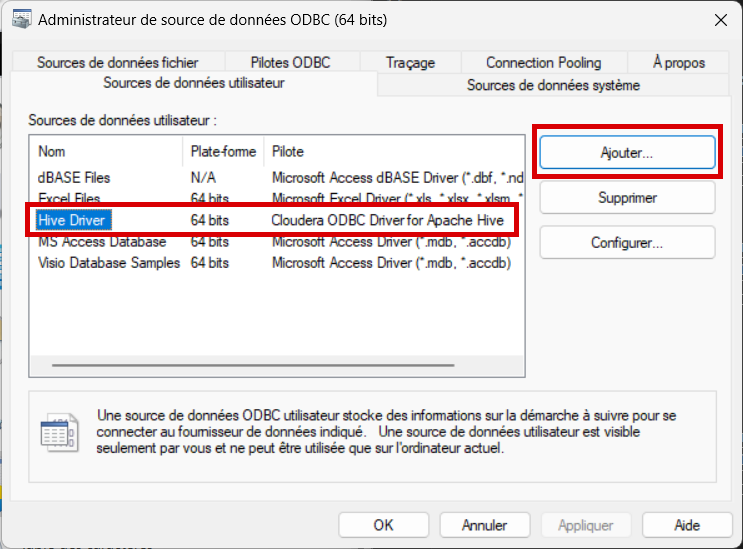 Administrateur de source de données ODBC (64 bits)
Sources de données fichier Pilotes ODBC Traçage Connection Pooling À propos
Sources de données utilisateur Sources de données système
Sources de données utilisateur :
Nom Plate-forme Pilote
dBASE Files N/A Microsoft Access dBASE Driver (*.dbf, *.nd
Excel Files 64 bits Microsoft Excel Driver (*.xls, *.xlsx, *.xlsm, *
Hive Driver 64 bits Cloudera ODBC Driver for Apache Hive
MS Access Database 64 bits Microsoft Access Driver (*.mdb, *.accdb)
Visio Database Samples 64 bits Microsoft Access Driver (*.mdb, *.accdb)
Ajouter...
Supprimer
Configurer...
Une source de données ODBC utilisateur stocke des informations sur la démarche à suivre pour se
connecter au fournisseur de données indiqué. Une source de données utilisateur est visible
seulement par vous et ne peut être utilisée que sur l'ordinateur actuel.
OK Annuler Appliquer Aide